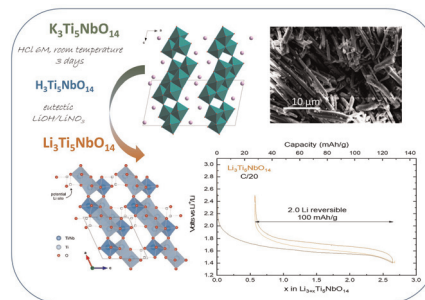 K₃Ti₅NbO₁₄
HCl 6M, room temperature
3 days
H₃Ti₅NbO₁₄
eutectic
LiOH/LiNO₃
Li₃Ti₅NbO₁₄
potential
Li site
Ti/Nb
Ti
O
10 µm
Capacity (mAh/g)
0 20 40 60 80 100 120
Li₃Ti₅NbO₁₄
C/20
2.0 Li reversible
100 mAh/g
Volts vs Li⁺/Li
3.0
2.8
2.6
2.4
2.2
2.0
1.8
1.6
1.4
0.0 0.5 1.0 1.5 2.0 2.5 3.0
x in Li₃₊ₓTi₅NbO₁₄